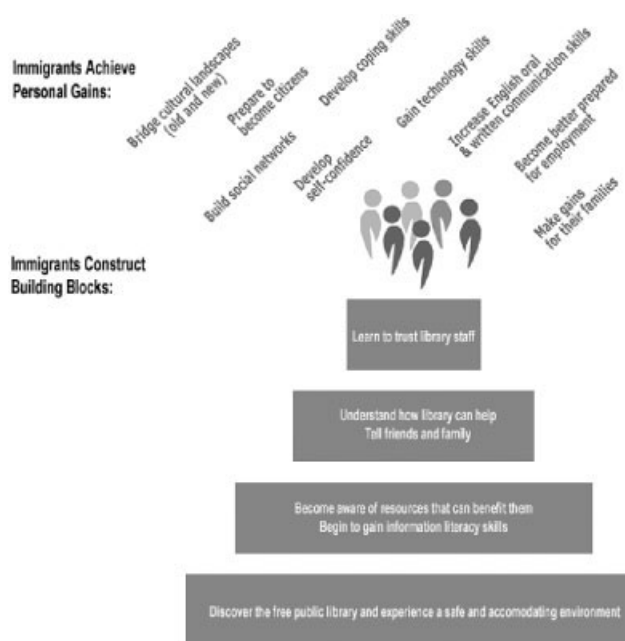 Immigrants Achieve
Personal Gains:
Bridge cultural landscapes
(old and new)
Prepare to
become citizens
Develop coping skills
Gain technology skills
Increase English oral
& written communication skills
Become better prepared
for employment
Build social networks
Develop
self-confidence
Make gains
for their families
Immigrants Construct
Building Blocks:
Learn to trust library staff
Understand how library can help
Tell friends and family
Become aware of resources that can benefit them
Begin to gain information literacy skills
Discover the free public library and experience a safe and accomodating environment